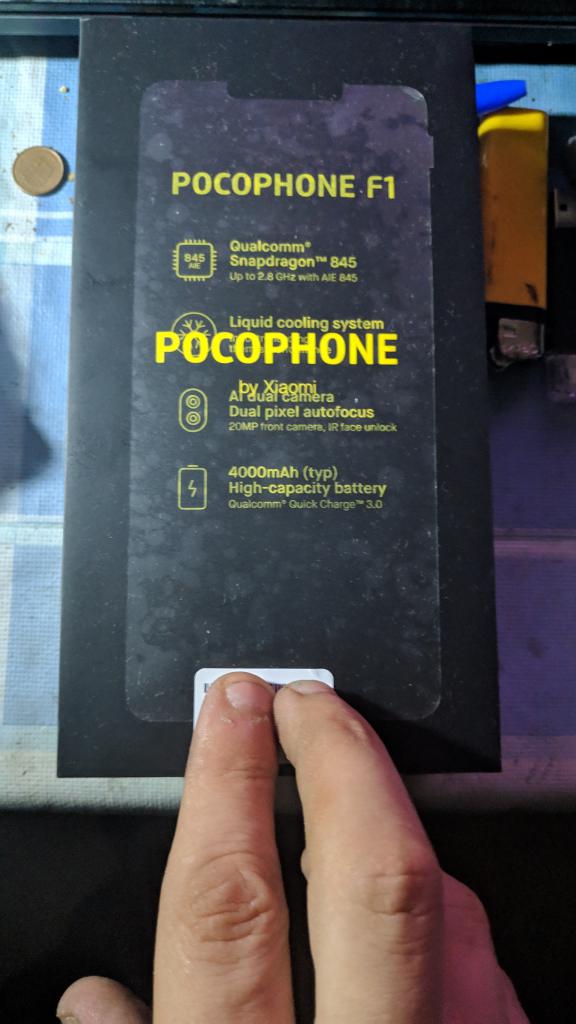 POCOPHONE F1
845
AIE
Qualcomm®
Snapdragon™ 845
Up to 2.8 GHz with AIE 845
Liquid cooling system
POCOPHONE
by Xiaomi
AI dual camera
Dual pixel autofocus
20MP front camera, IR face unlock
4000mAh (typ)
High-capacity battery
Qualcomm® Quick Charge™ 3.0